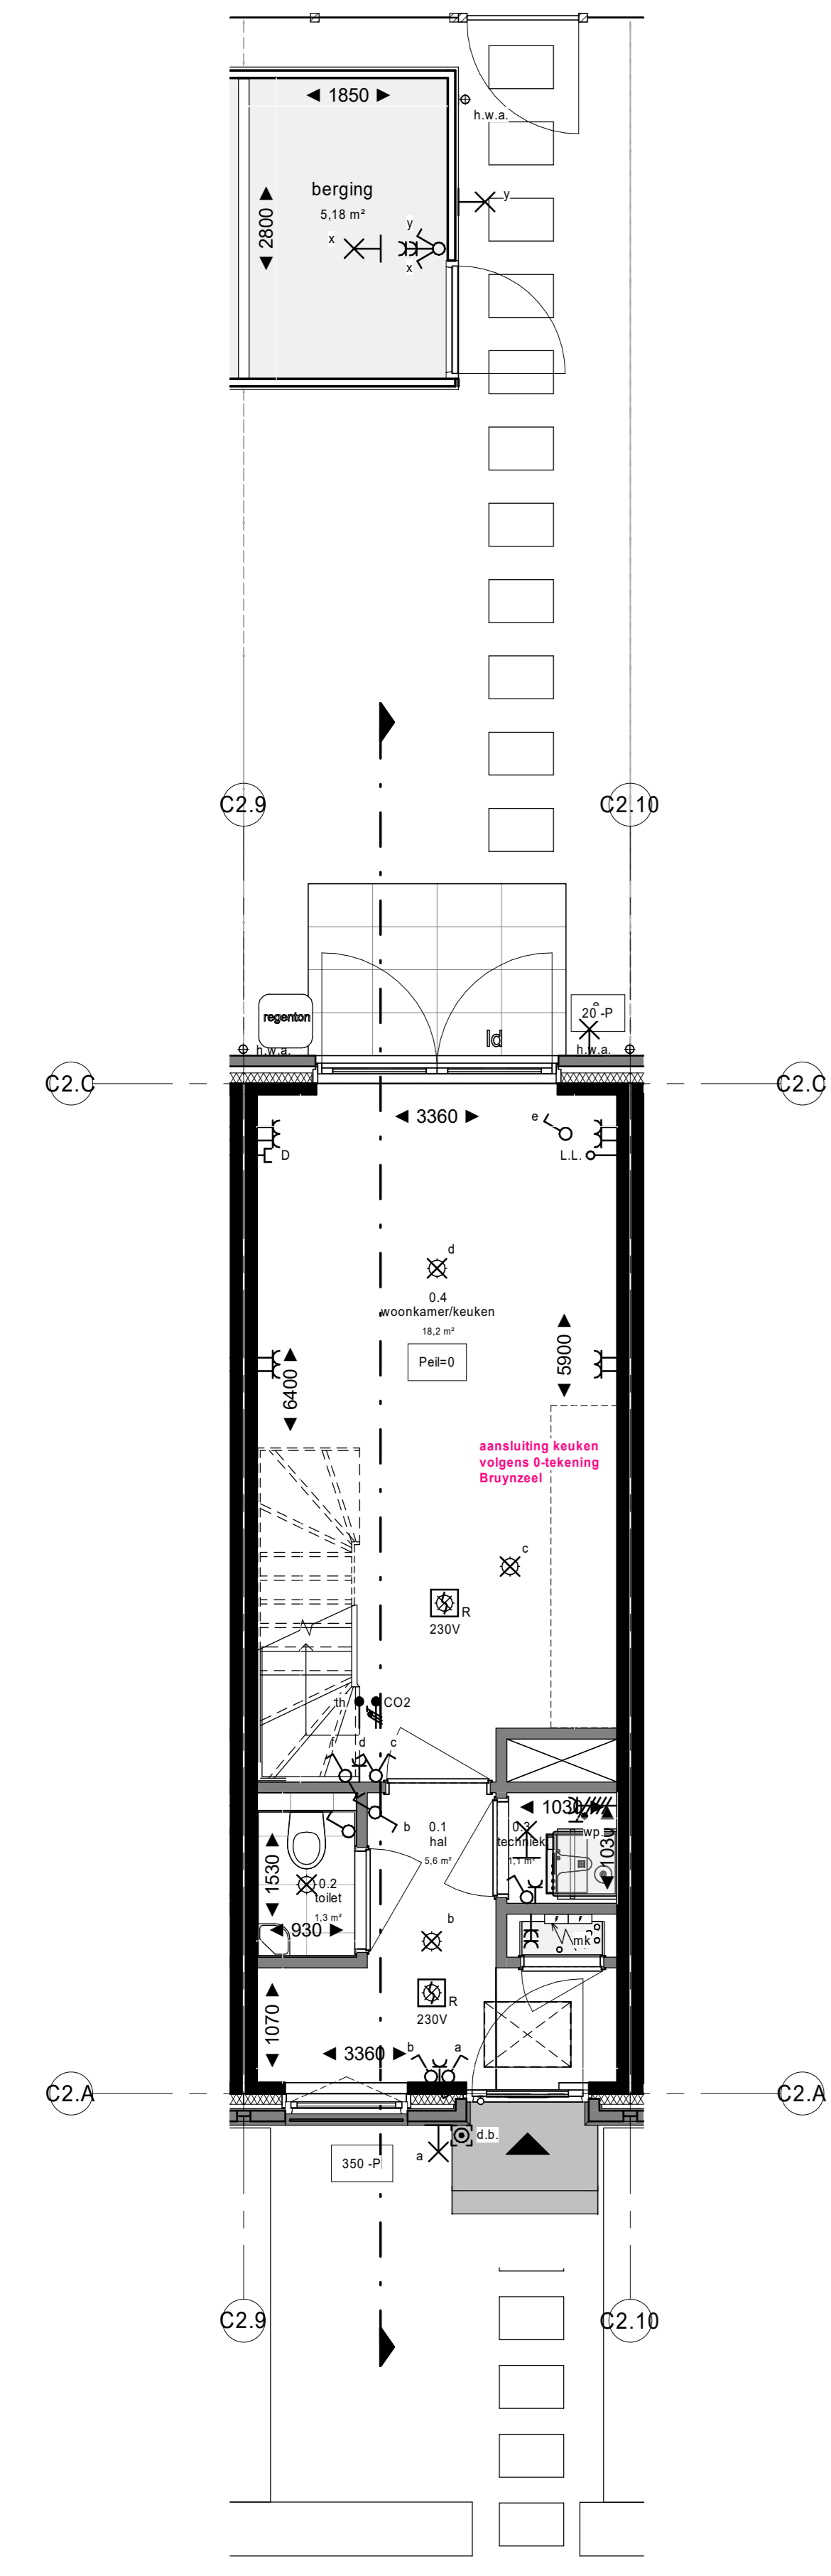 1850
h.w.a.
berging
5,18 m²
2800
y
y
x
x
C2.9
C2.10
regenton
ld
20 -P
h.w.a.
h.w.a.
C2.C
C2.C
3360
e
D
L.L.
d
0.4
woonkamer/keuken
18,2 m²
Peil=0
5900
6400
aansluiting keuken
volgens 0-tekening
Bruynzeel
c
R
230V
th
CO2
f
d
c
1030
b
0.1
hal
5,6 m²
0.3
techniek
1,1 m²
wp
1030
1530
0.2
toilet
1,3 m²
930
b
mk
R
230V
1070
3360
b
a
C2.A
C2.A
a
d.b.
350 -P
C2.9
C2.10